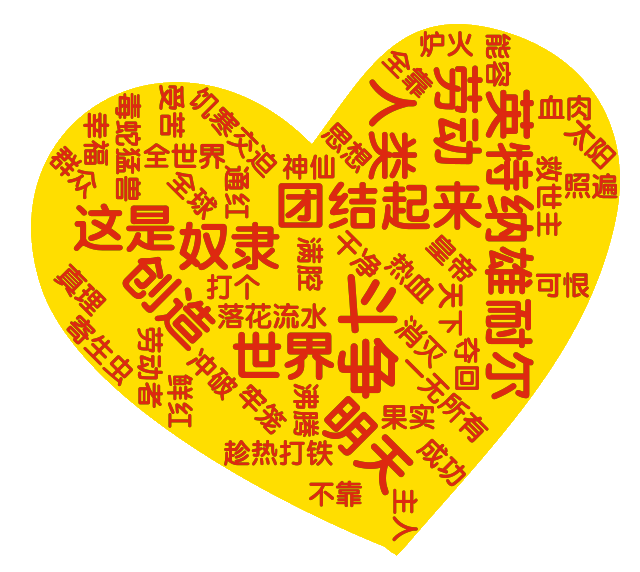 炉火
能容
全靠
劳动
人类
英特纳雄耐尔
血肉
太阳
遍照
受苦
饥寒交迫
毒蛇猛兽
幸福
群众
全世界
全球
通红
神仙
思想
救世主
团结起来
这是
奴隶
满腔
干净
热血
皇帝
天下
可恨
真理
创造
打个
落花流水
斗争
消灭
夺回
一无所有
寄生虫
劳动者
鲜红
冲破
牢笼
世界
沸腾
明天
果实
成功
趁热打铁
不靠
主人